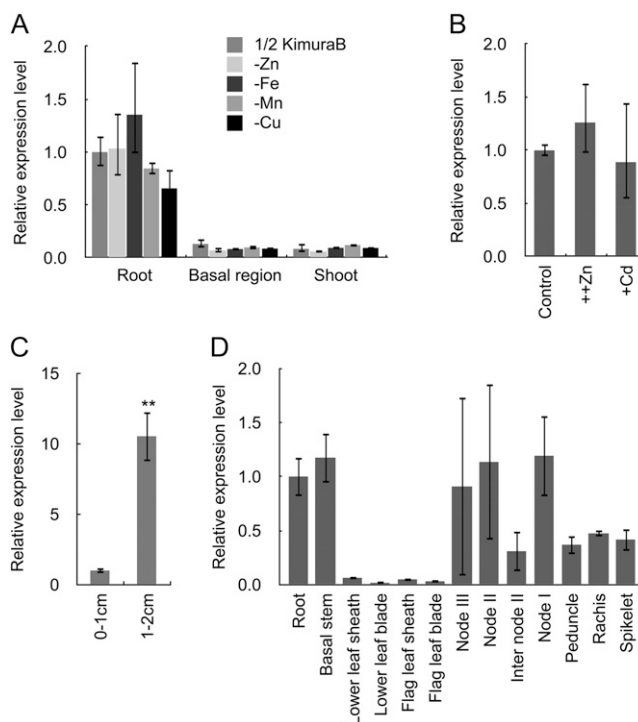 A
Relative expression level
2.0
1.5
1.0
0.5
0.0
1/2 KimuraB
-Zn
-Fe
-Mn
-Cu
Root
Basal region
Shoot
B
Relative expression level
2.0
1.5
1.0
0.5
0.0
Control
++Zn
+Cd
C
Relative expression level
15
10
5
0
**
0-1cm
1-2cm
D
Relative expression level
2.0
1.5
1.0
0.5
0.0
Root
Basal stem
Lower leaf sheath
Lower leaf blade
Flag leaf sheath
Flag leaf blade
Node III
Node II
Inter node II
Node I
Peduncle
Rachis
Spikelet